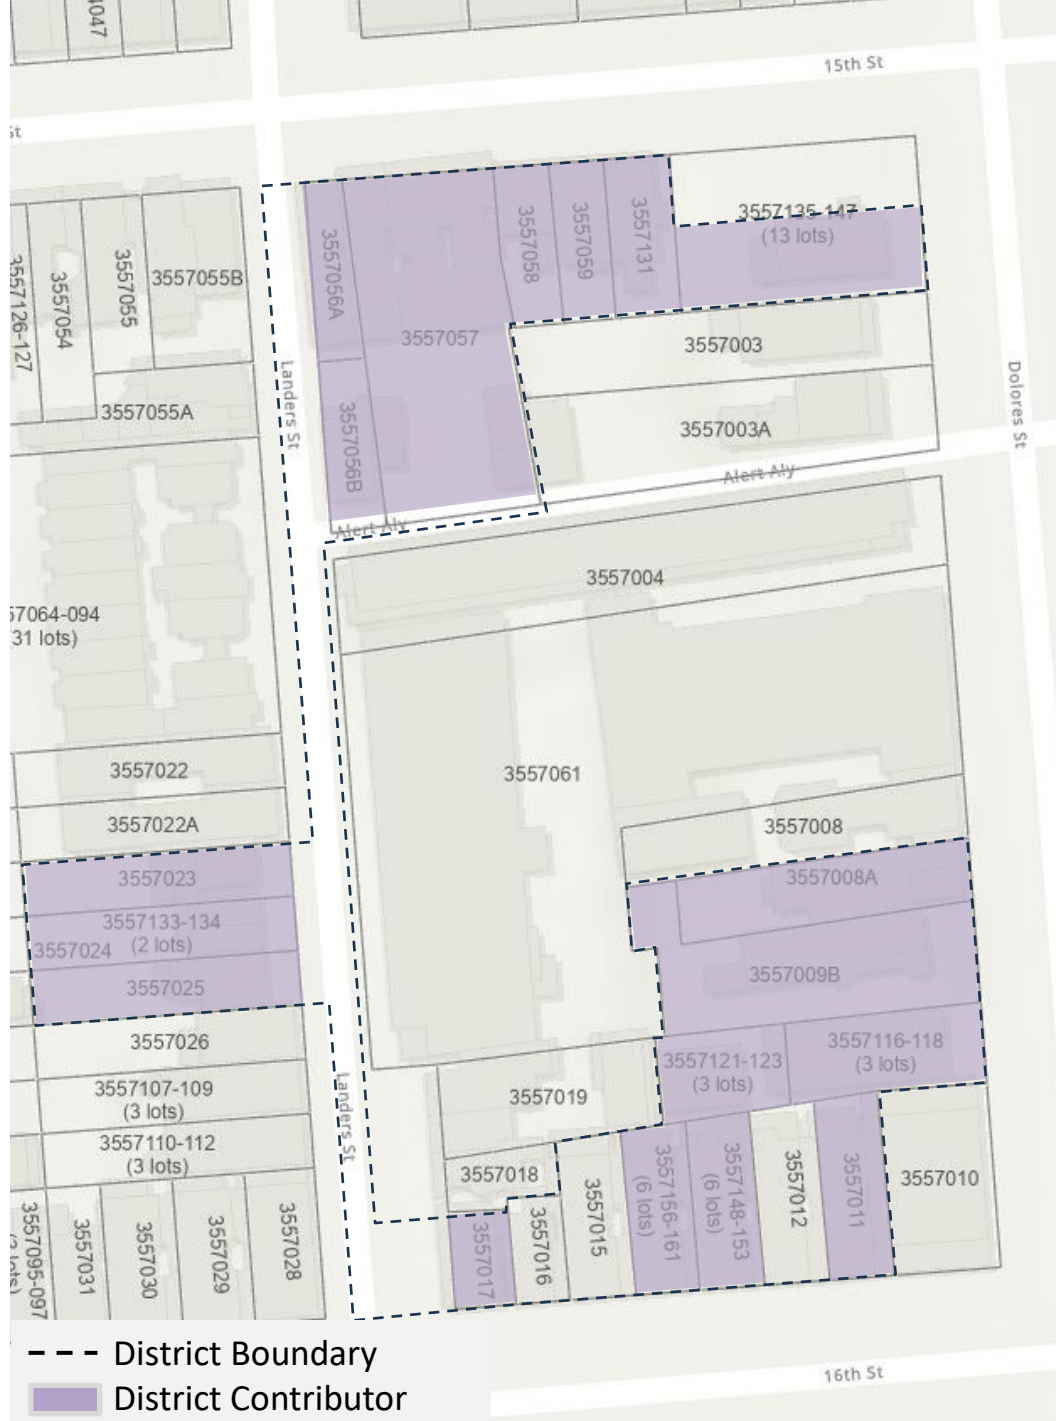 4047
15th St
St
3557126-127
3557054
3557055
3557055B
3557055A
3557056A
3557056B
3557057
3557058
3557059
3557131
3557135-147
(13 lots)
3557003
3557003A
Landers St
Dolores St
Alert Aly
Alert Aly
3557004
57064-094
31 lots)
3557061
3557022
3557022A
3557008
3557023
3557008A
3557133-134
(2 lots)
3557024
3557025
3557009B
3557026
3557121-123
(3 lots)
3557116-118
(3 lots)
3557107-109
(3 lots)
3557019
Landers St
3557110-112
(3 lots)
3557018
3557095-097
3557031
3557030
3557029
3557028
3557017
3557016
3557015
3557156-161
(6 lots)
3557148-153
(6 lots)
3557012
3557011
3557010
District Boundary
District Contributor
16th St